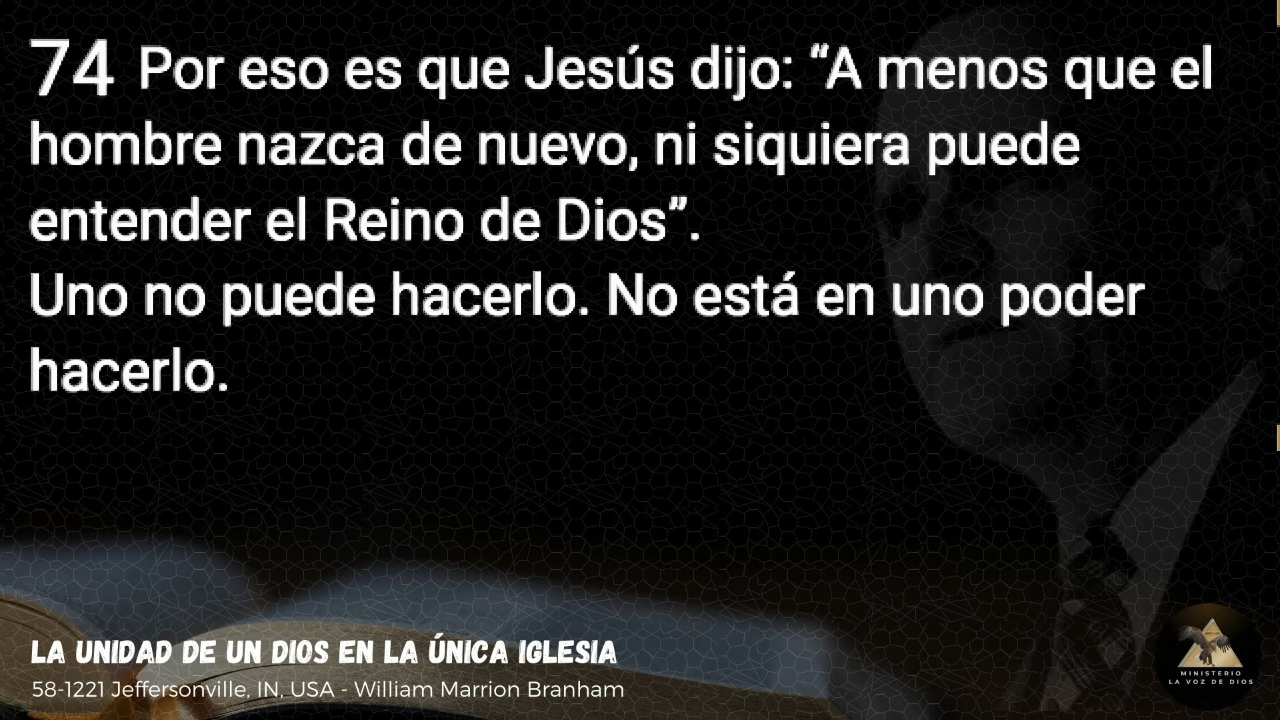 74 Por eso es que Jesús dijo: “A menos que el
hombre nazca de nuevo, ni siquiera puede
entender el Reino de Dios”.
Uno no puede hacerlo. No está en uno poder
hacerlo.
LA UNIDAD DE UN DIOS EN LA ÚNICA IGLESIA
58-1221 Jeffersonville, IN, USA - William Marrion Branham
MINISTERIO
LA VOZ DE DIOS